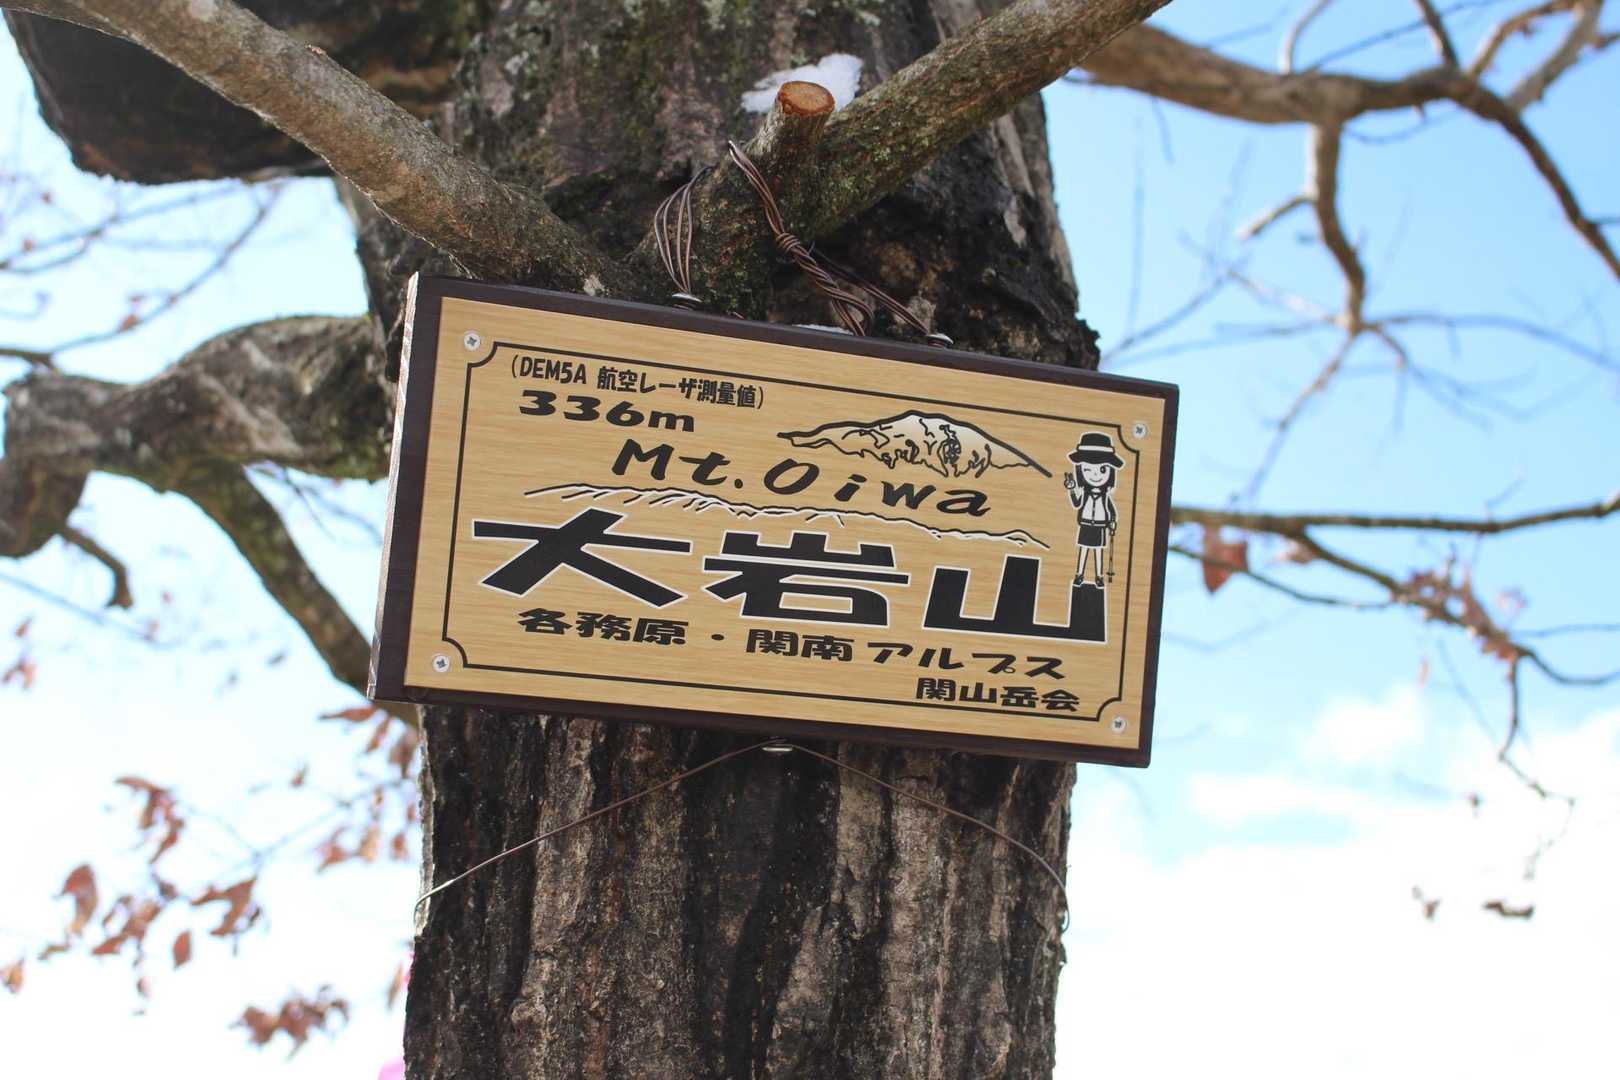 (DEM5A 航空レーザ測量値)
336m
Mt.Oiwa
大岩山
各務原・関南アルプス
関山岳会